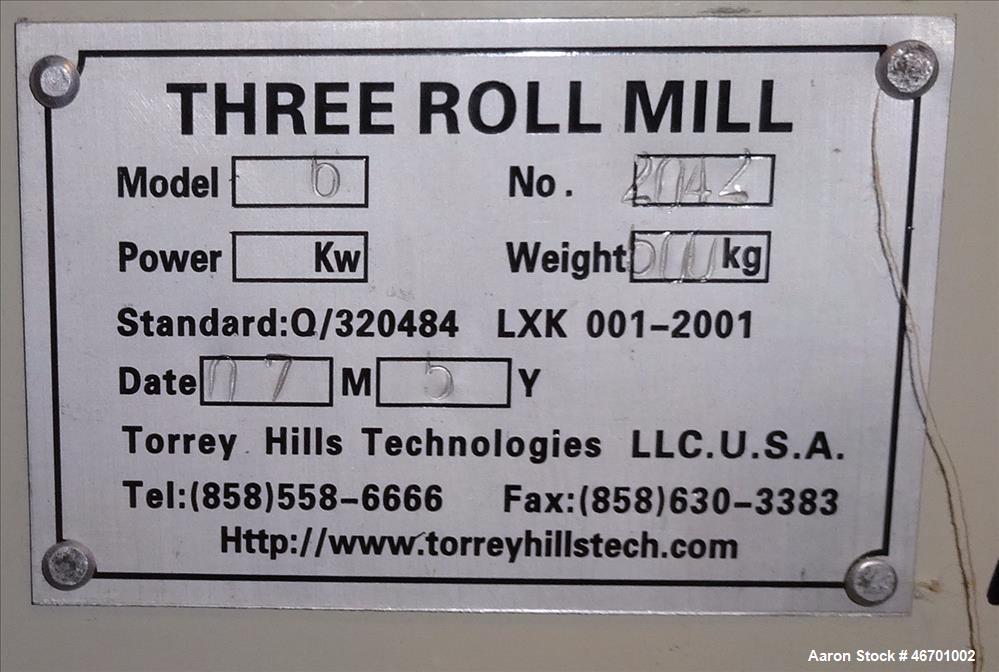 THREE ROLL MILL
Model No. 
Power Kw Weight kg
Standard:Q/320484 LXK 001-2001
Date 07 M 5 Y
Torrey Hills Technologies LLC.U.S.A.
Tel:(858)558-6666 Fax:(858)630-3383
Http://www.torreyhillstech.com
Aaron Stock # 46701002